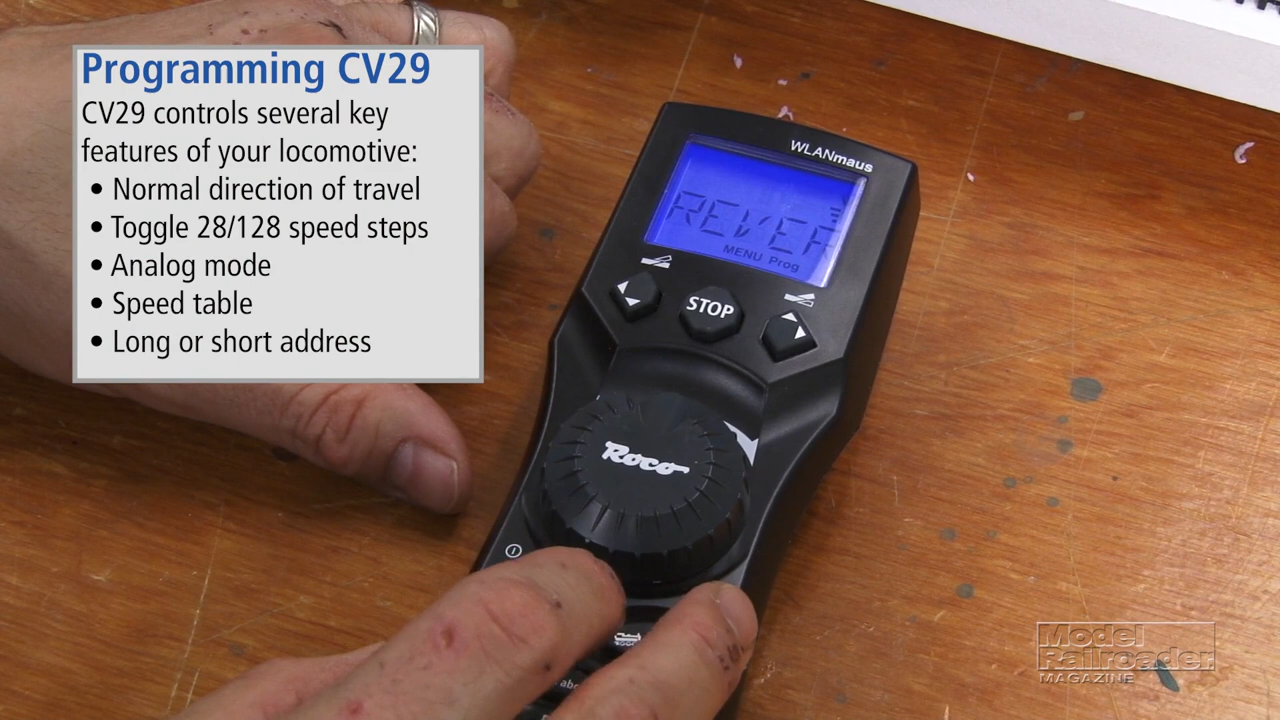 Programming CV29
CV29 controls several key
features of your locomotive:
• Normal direction of travel
• Toggle 28/128 speed steps
• Analog mode
• Speed table
• Long or short address
WLANmaus
REVER
MENU Prog
STOP
Roco
Model
Railroader
MAGAZINE